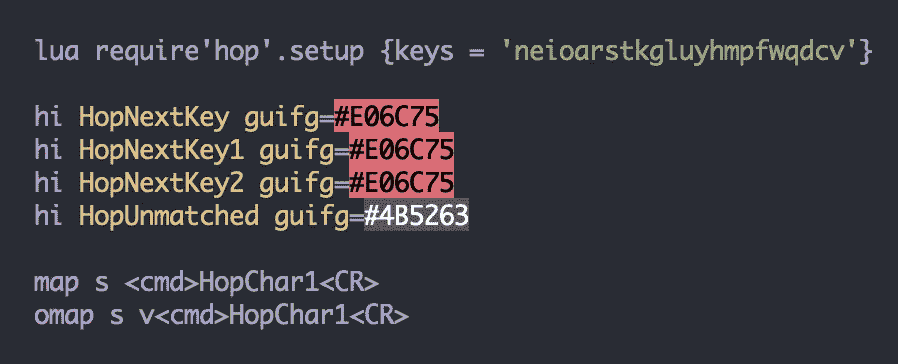 lua require'hop'.setup {keys = 'neioarstkgluyhmpfwqdcv'}
hi HopNextKey guifg=#E06C75
hi HopNextKey1 guifg=#E06C75
hi HopNextKey2 guifg=#E06C75
hi HopUnmatched guifg=#4B5263
map s <cmd>HopChar1<CR>
omap s v<cmd>HopChar1<CR>